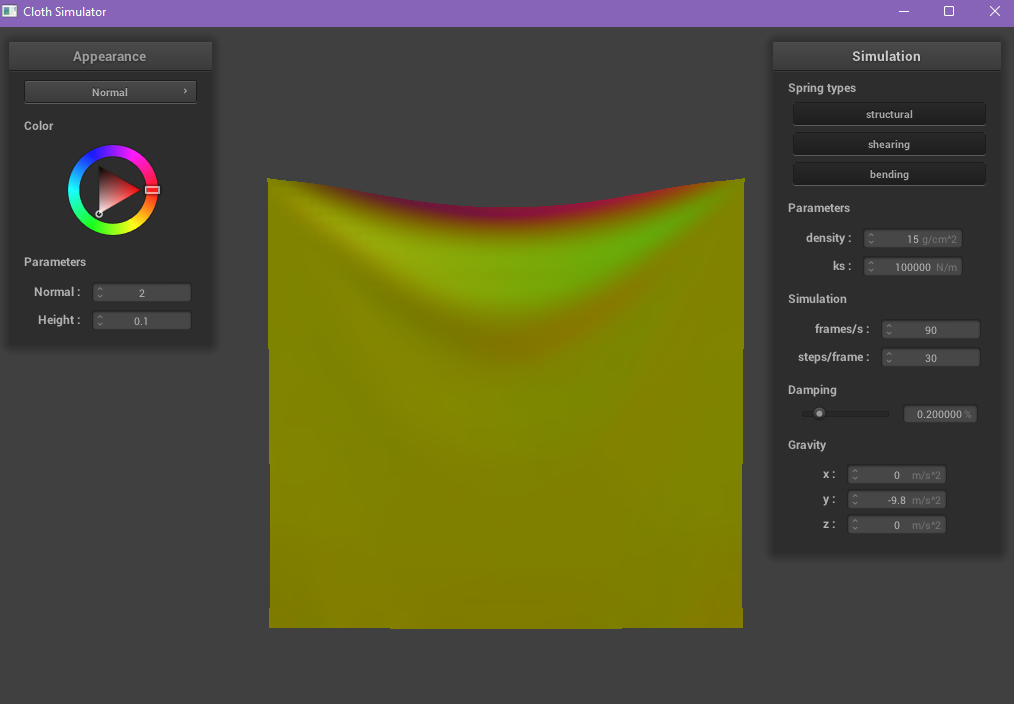 Cloth Simulator
Appearance
Normal
Color
Parameters
Normal : 2
Height : 0.1
Simulation
Spring types
structural
shearing
bending
Parameters
density : 15 g/cm^2
ks : 100000 N/m
Simulation
frames/s : 90
steps/frame : 30
Damping
0.200000 %
Gravity
x : 0 m/s^2
y : -9.8 m/s^2
z : 0 m/s^2